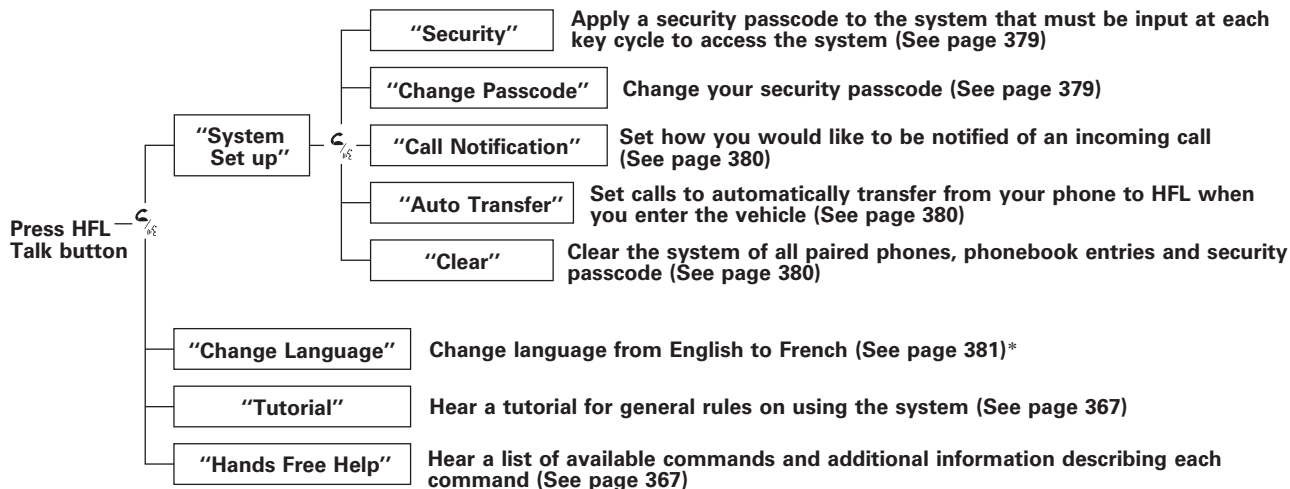 Press HFL
Talk button
“System
Set up”
“Security”
Apply a security passcode to the system that must be input at each
key cycle to access the system (See page 379)
“Change Passcode”
Change your security passcode (See page 379)
“Call Notification”
Set how you would like to be notified of an incoming call
(See page 380)
“Auto Transfer”
Set calls to automatically transfer from your phone to HFL when
you enter the vehicle (See page 380)
“Clear”
Clear the system of all paired phones, phonebook entries and security
passcode (See page 380)
“Change Language”
Change language from English to French (See page 381)*
“Tutorial”
Hear a tutorial for general rules on using the system (See page 367)
“Hands Free Help”
Hear a list of available commands and additional information describing each
command (See page 367)